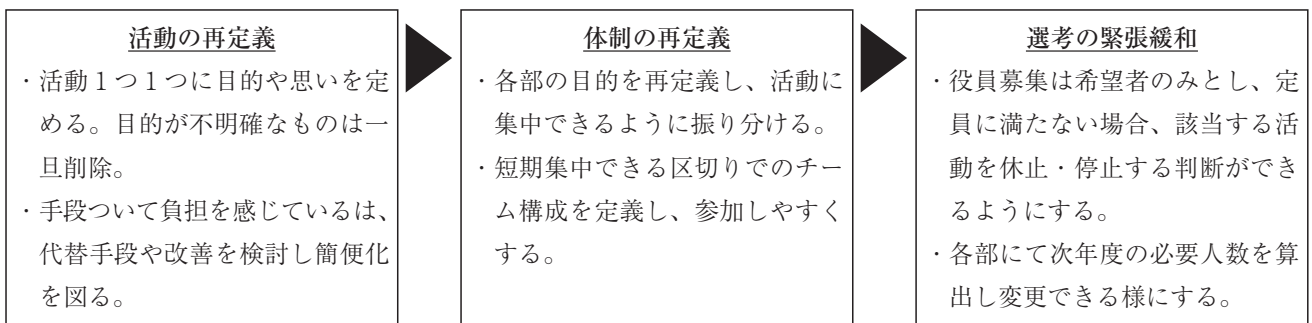 活動の再定義
・活動１つ１つに目的や思いを定
める。目的が不明確なものは一
旦削除。
・手段ついて負担を感じているは、
代替手段や改善を検討し簡便化
を図る。
体制の再定義
・各部の目的を再定義し、活動に
集中できるように振り分ける。
・短期集中できる区切りでのチー
ム構成を定義し、参加しやすく
する。
選考の緊張緩和
・役員募集は希望者のみとし、定
員に満たない場合、該当する活
動を休止・停止する判断ができ
るようにする。
・各部にて次年度の必要人数を算
出し変更できる様にする。